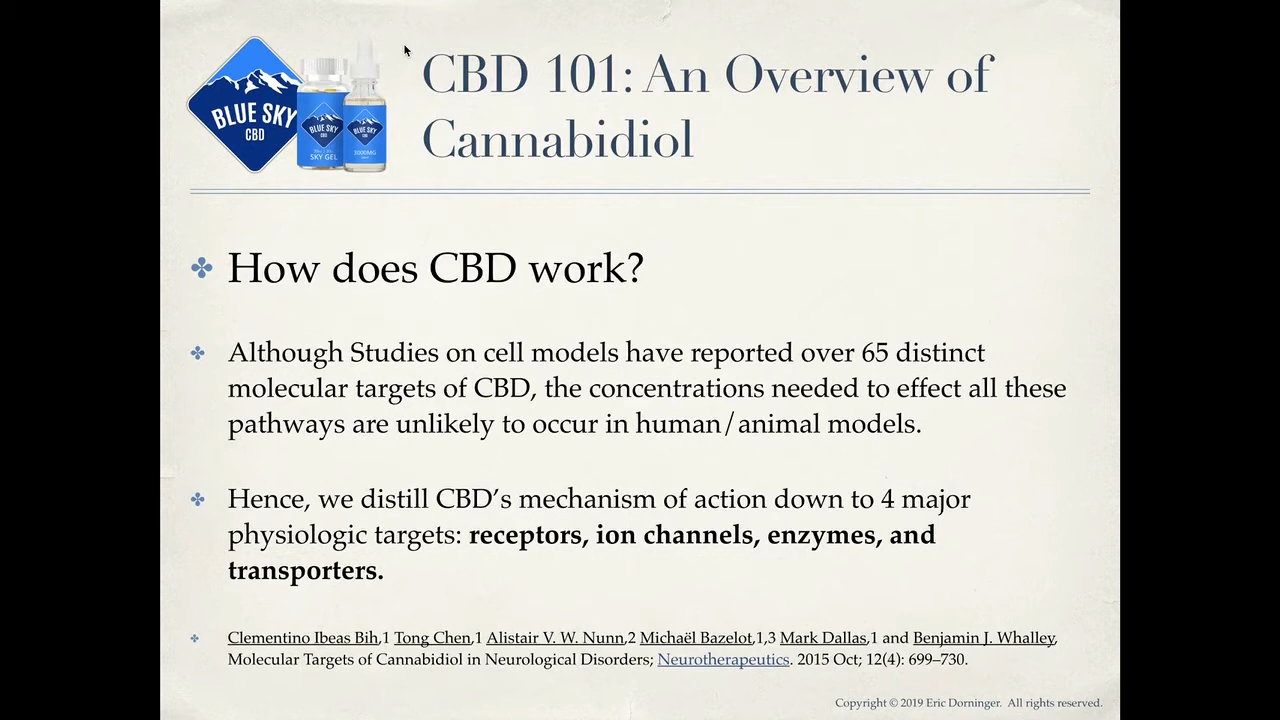 BLUE SKY
CBD
BLUE SKY
CBD
SKY GEL
BLUE SKY
CBD
3000MG
CBD 101: An Overview of
Cannabidiol
How does CBD work?
Although Studies on cell models have reported over 65 distinct
molecular targets of CBD, the concentrations needed to effect all these
pathways are unlikely to occur in human/animal models.
Hence, we distill CBD's mechanism of action down to 4 major
physiologic targets: receptors, ion channels, enzymes, and
transporters.
Clementino Ibeas Bih,1 Tong Chen,1 Alistair V. W. Nunn,2 Michaël Bazelot,1,3 Mark Dallas,1 and Benjamin J. Whalley,
Molecular Targets of Cannabidiol in Neurological Disorders; Neurotherapeutics. 2015 Oct; 12(4): 699–730.
Copyright © 2019 Eric Dorninger. All rights reserved.